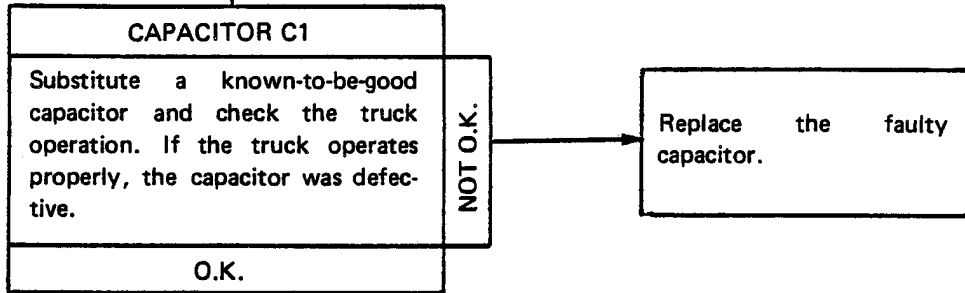 CAPACITOR C1
Substitute a known-to-be-good
capacitor and check the truck
operation. If the truck operates
properly, the capacitor was defec-
tive.
NOT O.K.
Replace the faulty
capacitor.
O.K.